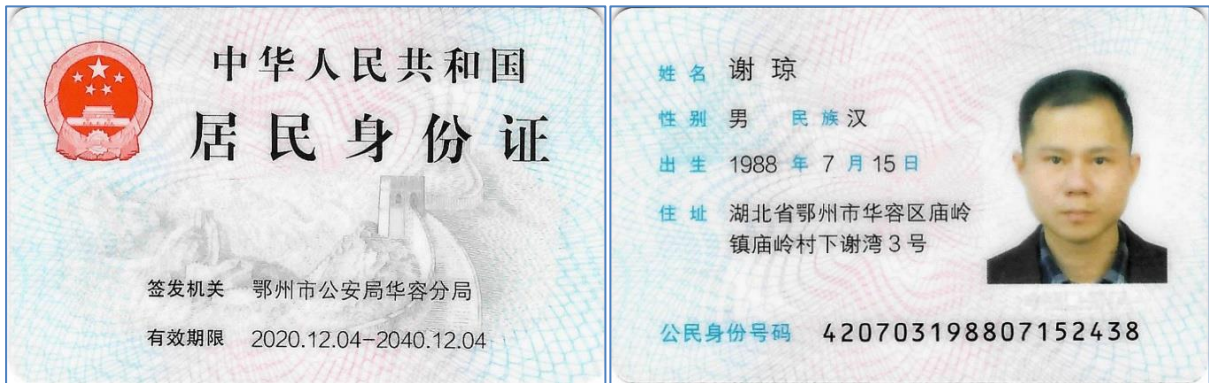 中华人民共和国
居民身份证
签发机关 鄂州市公安局华容分局
有效期限 2020.12.04-2040.12.04
姓名 谢琼
性别 男 民族 汉
出生 1988 年 7 月 15 日
住址 湖北省鄂州市华容区庙岭
镇庙岭村下谢湾3号
公民身份号码 420703198807152438